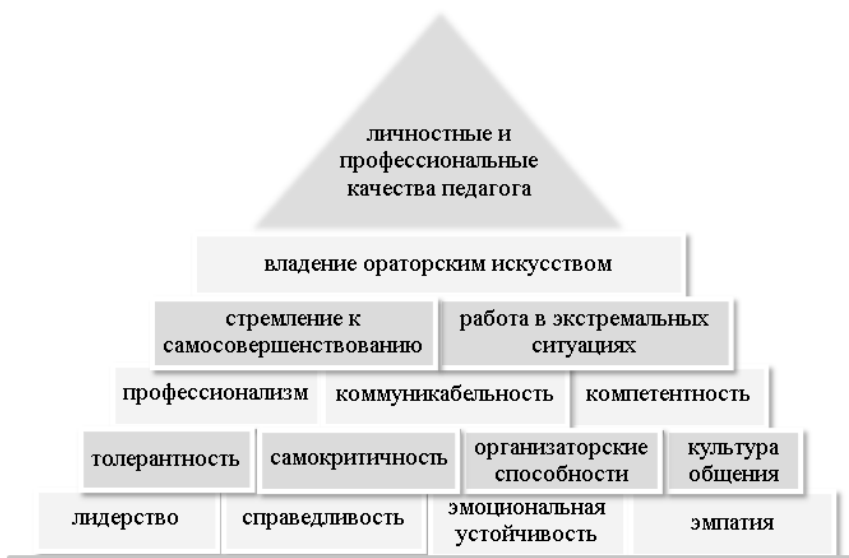 личностные и
профессиональные
качества педагога
владение ораторским искусством
стремление к
самосовершенствованию
работа в экстремальных
ситуациях
профессионализм
коммуникабельность
компетентность
толерантность
самокритичность
организаторские
способности
культура
общения
лидерство
справедливость
эмоциональная
устойчивость
эмпатия